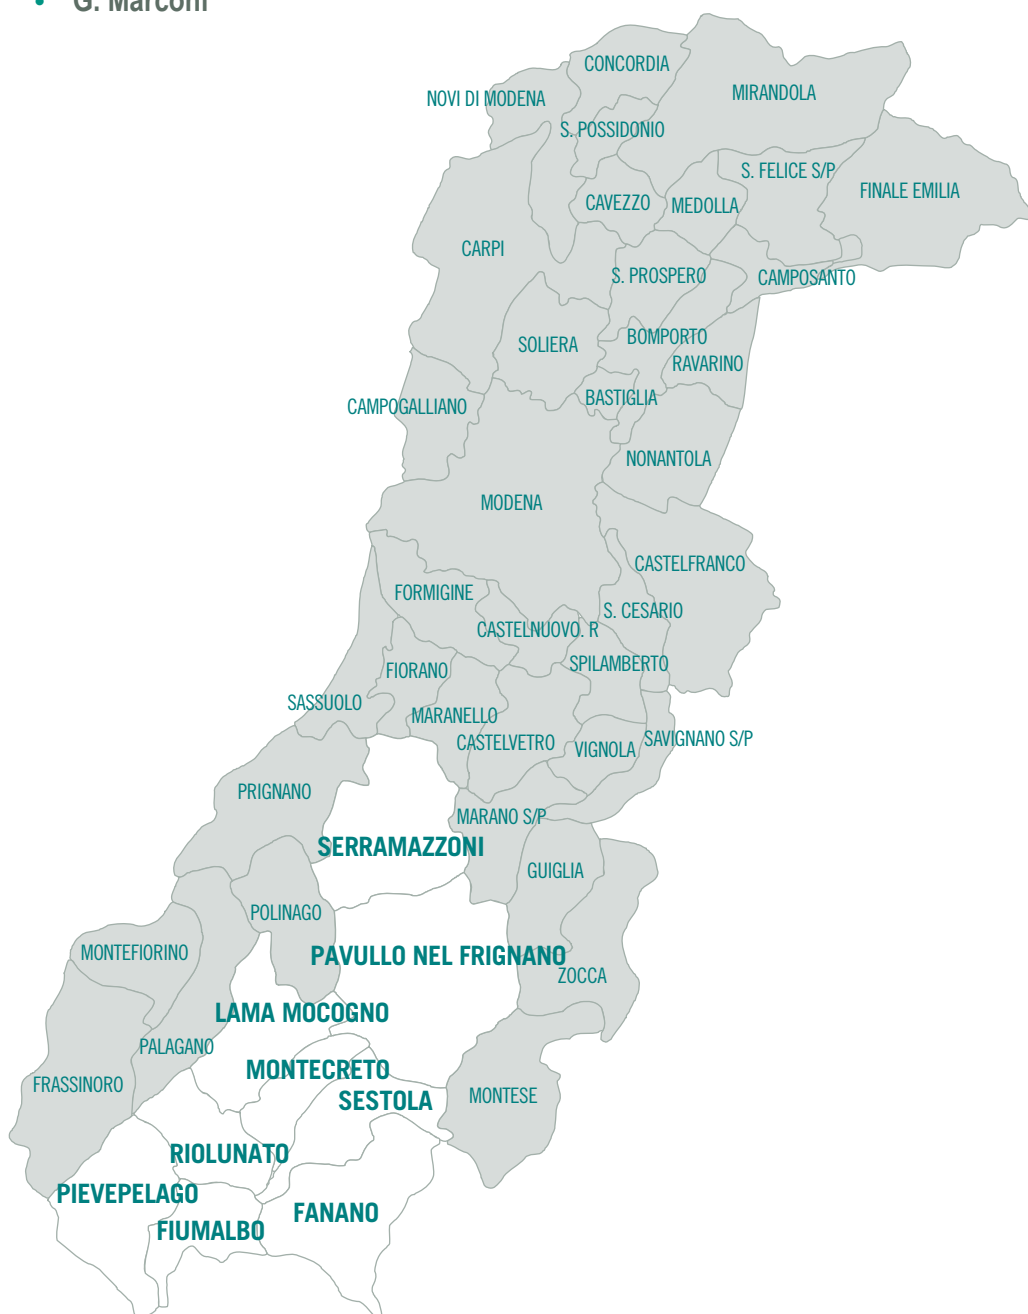 • G. Marconi
CONCORDIA
MIRANDOLA
NOVI DI MODENA
S. POSSIDONIO
S. FELICE S/P
FINALE EMILIA
CAVEZZO
MEDOLLA
CARPI
S. PROSPERO
CAMPOSANTO
SOLIERA
BOMPORTO
RAVARINO
BASTIGLIA
CAMPOGALLIANO
NONANTOLA
MODENA
CASTELFRANCO
FORMIGINE
S. CESARIO
CASTELNUOVO. R
SPILAMBERTO
FIORANO
SASSUOLO
MARANELLO
CASTELVETRO
VIGNOLA
SAVIGNANO S/P
PRIGNANO
MARANO S/P
SERRAMAZZONI
GUIGLIA
POLINAGO
MONTEFIORINO
PAVULLO NEL FRIGNANO
ZOCCA
LAMA MOCOGNO
PALAGANO
MONTECRETO
FRASSINORO
SESTOLA
MONTESE
RIOLUNATO
PIEVEPELAGO
FANANO
FIUMALBO